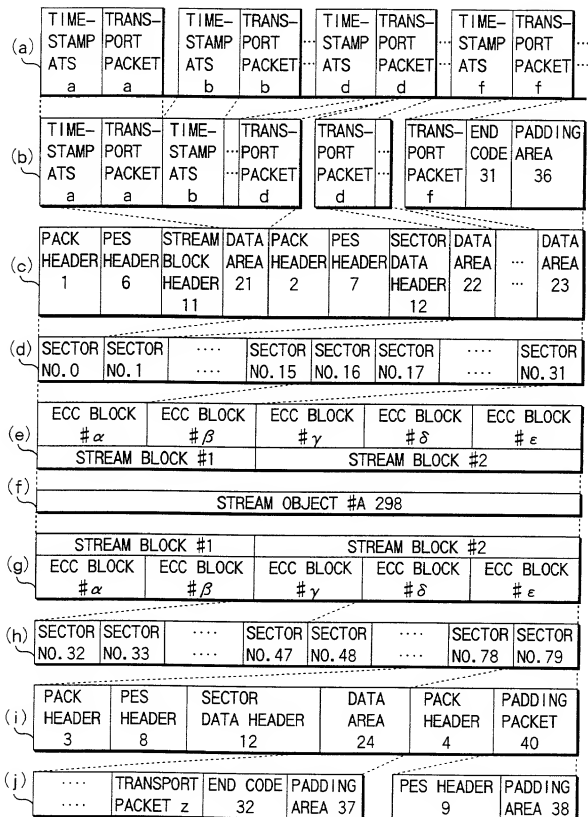 (a)
TIME- TRANS- TIME- TRANS- TIME- TRANS- TIME- TRANS-
STAMP PORT STAMP PORT ··· STAMP PORT ··· STAMP PORT ···
ATS PACKET ATS PACKET ATS PACKET ATS PACKET
a a b b ··· d d ··· f f ···
(b)
TIME- TRANS- TIME- TRANS- TRANS- TRANS- END PADDING
STAMP PORT STAMP ··· PORT PORT ··· PORT CODE AREA
ATS PACKET ATS PACKET PACKET PACKET 31 36
a a b ··· d d ··· f
(c)
PACK PES STREAM DATA PACK PES SECTOR DATA ··· DATA
HEADER HEADER BLOCK AREA HEADER HEADER DATA AREA AREA
1 6 HEADER 21 2 7 HEADER 22 ··· 23
11 12
(d)
SECTOR SECTOR ···· SECTOR SECTOR SECTOR ···· SECTOR
NO.0 NO.1 ···· NO.15 NO.16 NO.17 ···· NO.31
(e)
ECC BLOCK ECC BLOCK ECC BLOCK ECC BLOCK ECC BLOCK
#α #β #γ #δ #ε
STREAM BLOCK #1 STREAM BLOCK #2
(f)
STREAM OBJECT #A 298
(g)
STREAM BLOCK #1 STREAM BLOCK #2
ECC BLOCK ECC BLOCK ECC BLOCK ECC BLOCK ECC BLOCK
#α #β #γ #δ #ε
(h)
SECTOR SECTOR ···· SECTOR SECTOR ···· SECTOR SECTOR
NO.32 NO.33 ···· NO.47 NO.48 ···· NO.78 NO.79
(i)
PACK PES SECTOR DATA PACK PADDING
HEADER HEADER DATA HEADER AREA HEADER PACKET
3 8 12 24 4 40
(j)
···· TRANSPORT END CODE PADDING PES HEADER PADDING
···· PACKET z 32 AREA 37 9 AREA 38